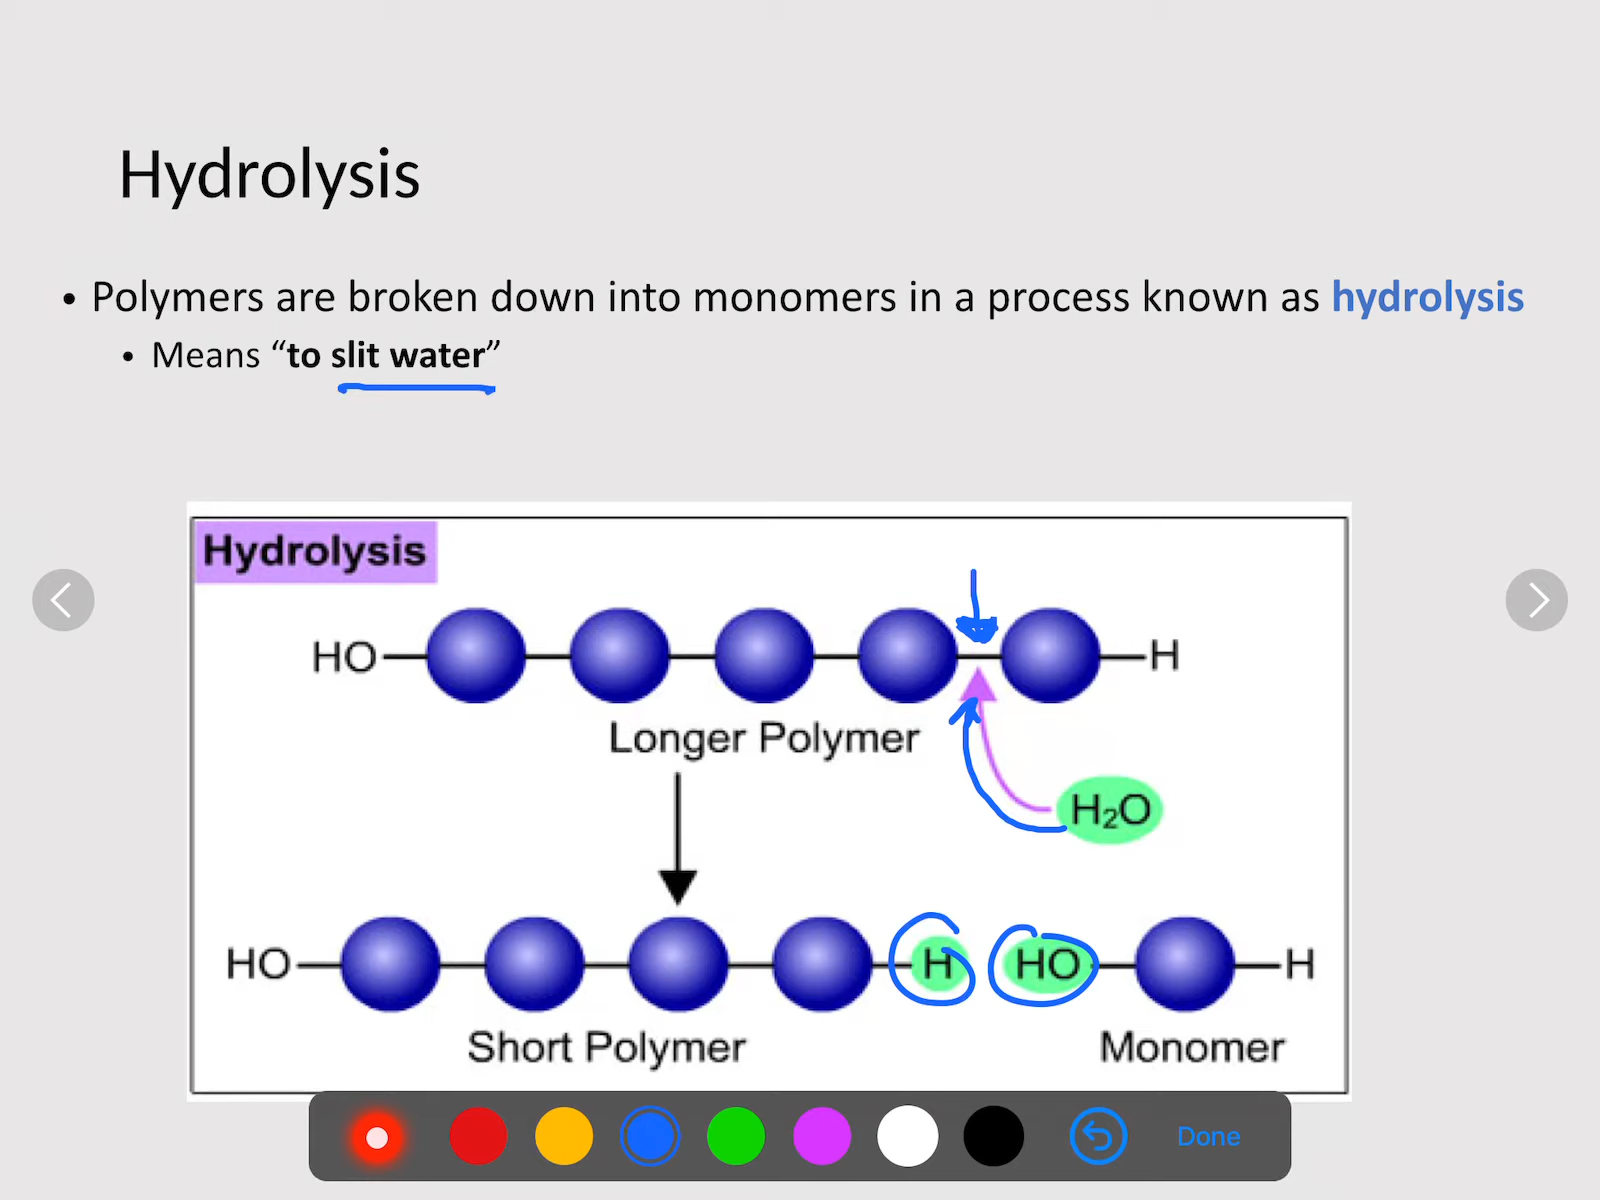 Hydrolysis
• Polymers are broken down into monomers in a process known as hydrolysis
• Means “to slit water”
Hydrolysis
HO H
Longer Polymer
H₂O
HO H HO H
Short Polymer Monomer
Done